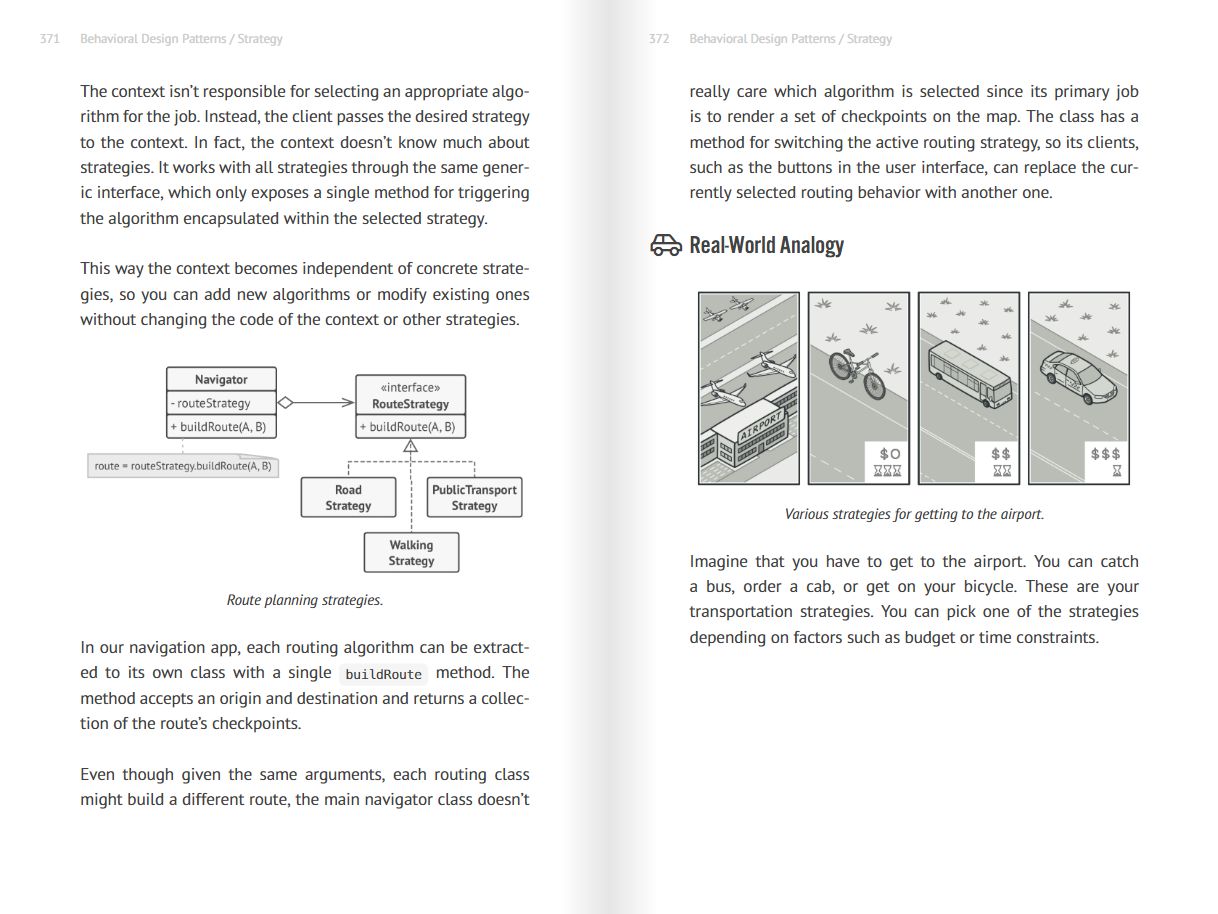 371 Behavioral Design Patterns / Strategy
The context isn't responsible for selecting an appropriate algo-
rithm for the job. Instead, the client passes the desired strategy
to the context. In fact, the context doesn't know much about
strategies. It works with all strategies through the same gener-
ic interface, which only exposes a single method for triggering
the algorithm encapsulated within the selected strategy.
This way the context becomes independent of concrete strate-
gies, so you can add new algorithms or modify existing ones
without changing the code of the context or other strategies.
Navigator
- routeStrategy
+ buildRoute(A, B)
route = routeStrategy.buildRoute(A, B)
«interface»
RouteStrategy
+ buildRoute(A, B)
Road
Strategy
PublicTransport
Strategy
Walking
Strategy
Route planning strategies.
In our navigation app, each routing algorithm can be extract-
ed to its own class with a single buildRoute method. The
method accepts an origin and destination and returns a collec-
tion of the route's checkpoints.
Even though given the same arguments, each routing class
might build a different route, the main navigator class doesn't
372 Behavioral Design Patterns / Strategy
really care which algorithm is selected since its primary job
is to render a set of checkpoints on the map. The class has a
method for switching the active routing strategy, so its clients,
such as the buttons in the user interface, can replace the cur-
rently selected routing behavior with another one.
Real-World Analogy
AIRPORT
$0
$$
$$$
Various strategies for getting to the airport.
Imagine that you have to get to the airport. You can catch
a bus, order a cab, or get on your bicycle. These are your
transportation strategies. You can pick one of the strategies
depending on factors such as budget or time constraints.